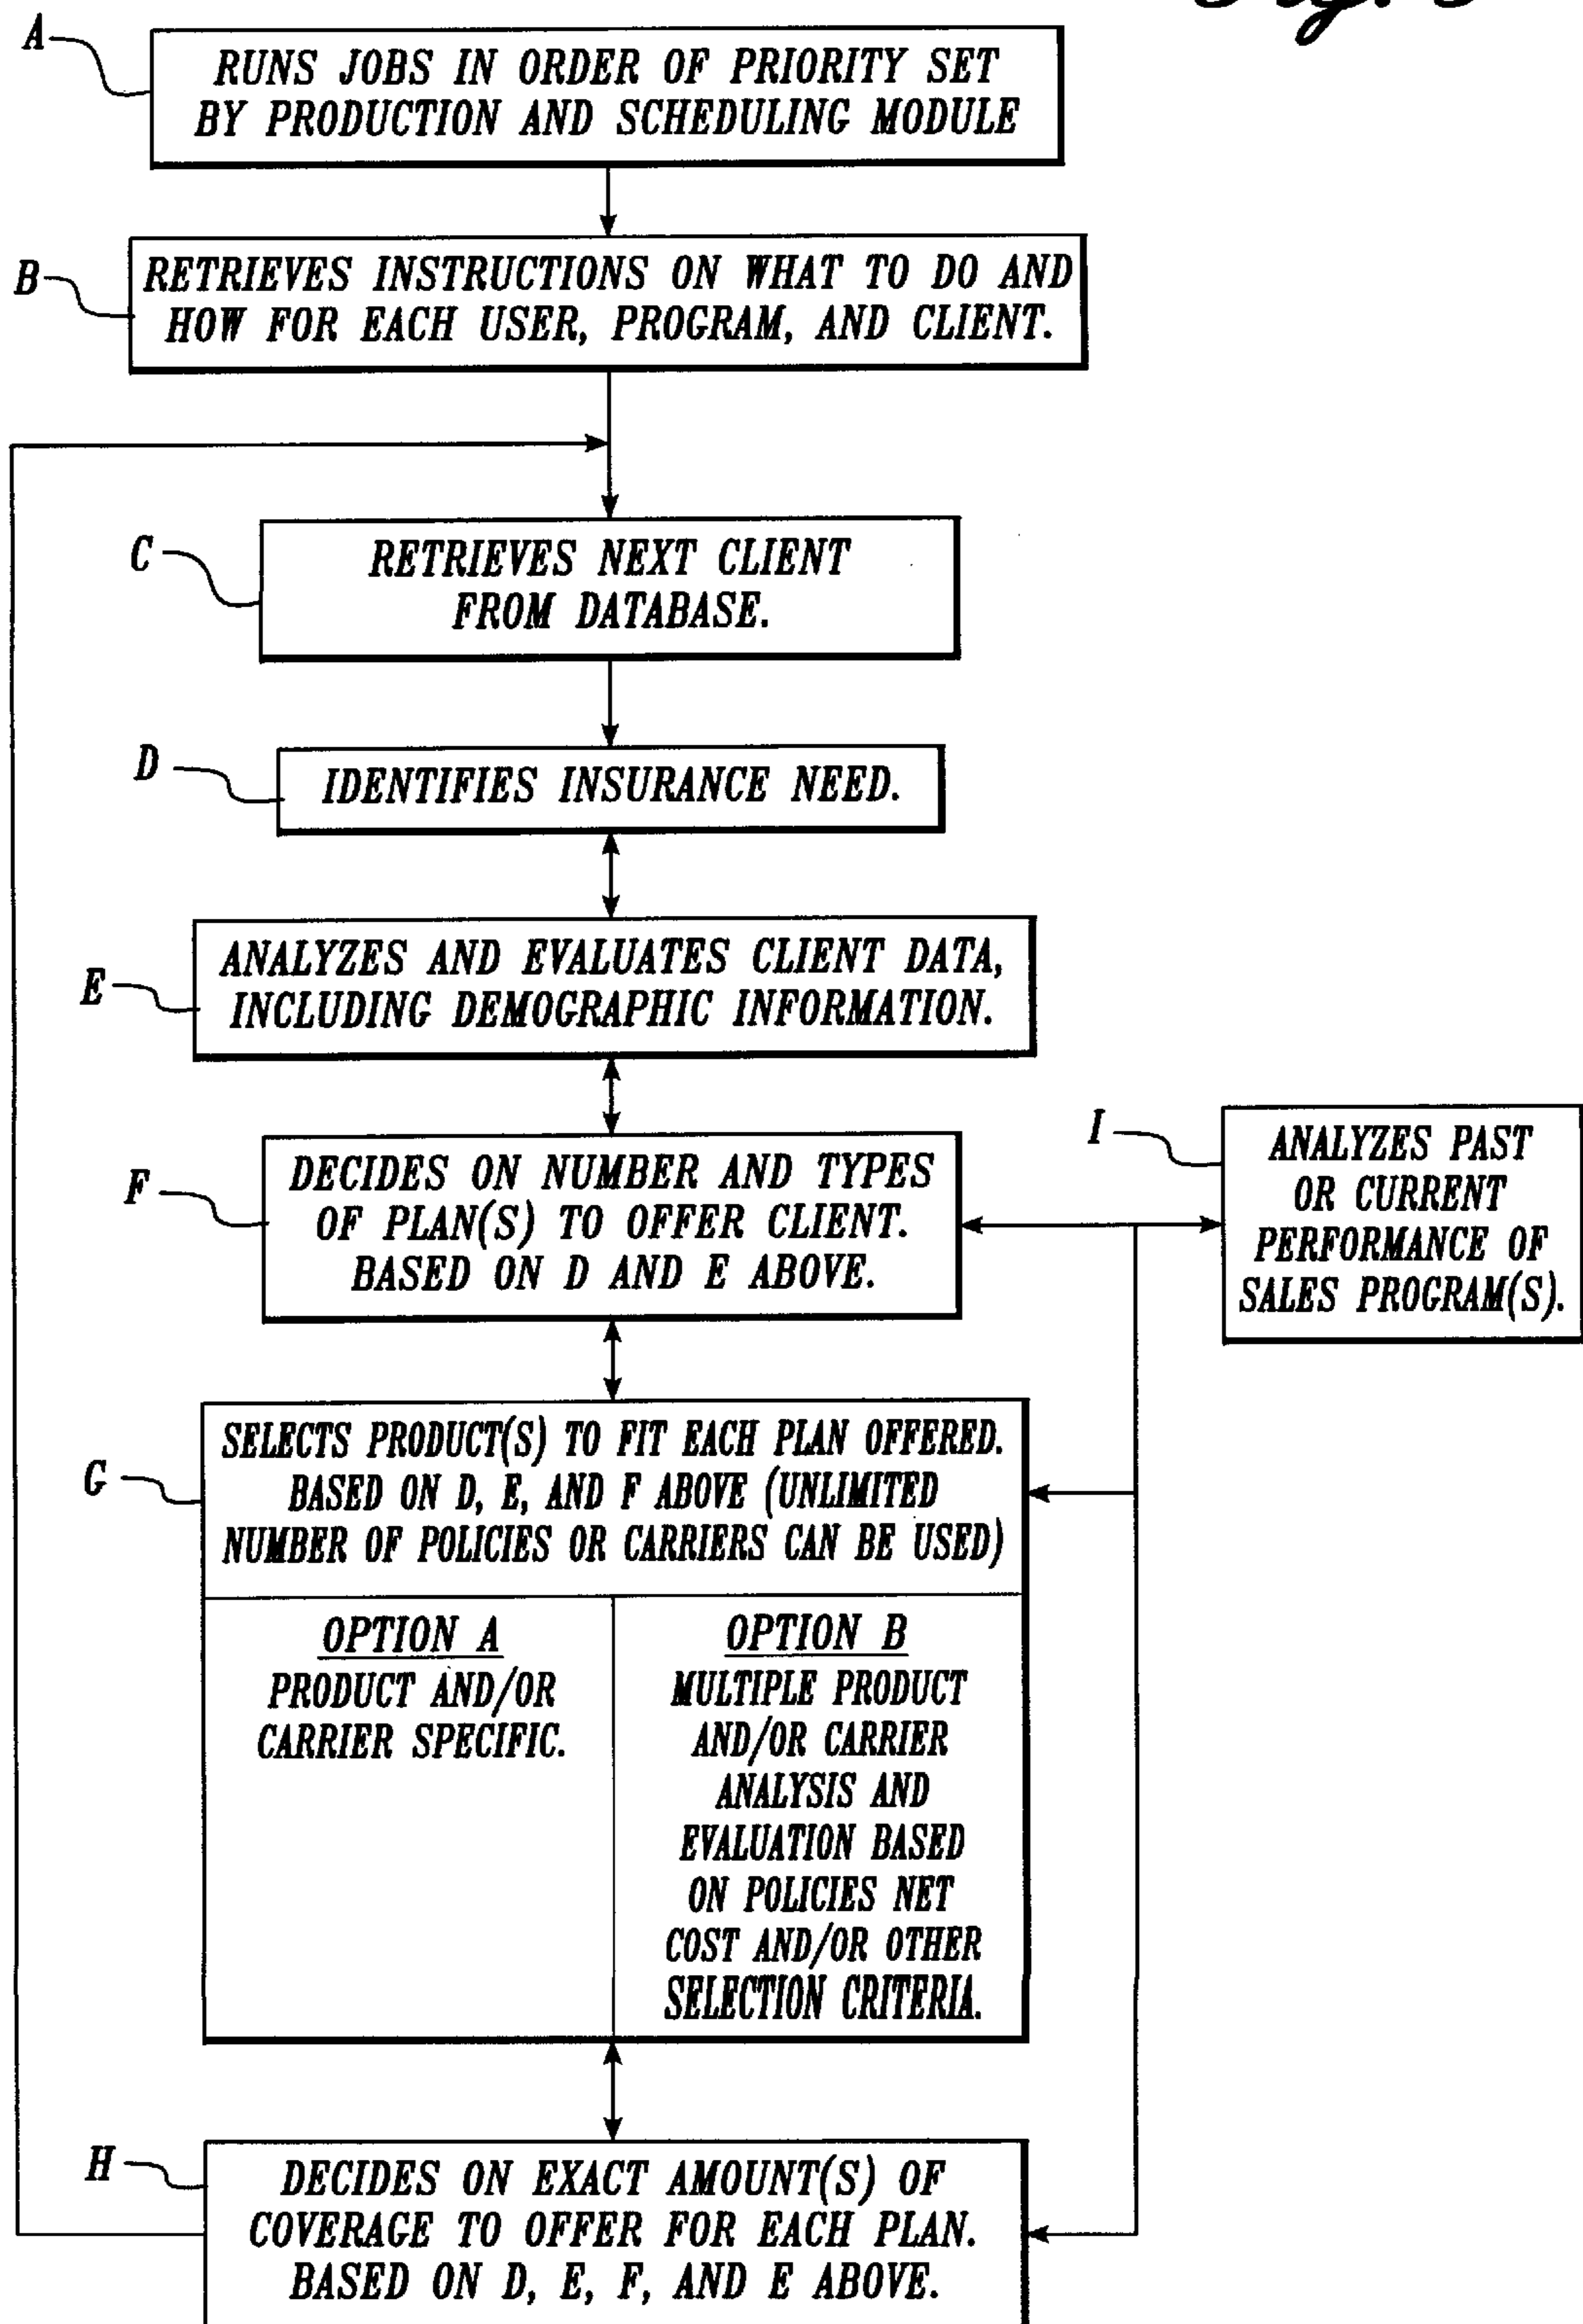 Fig.
A
RUNS JOBS IN ORDER OF PRIORITY SET
BY PRODUCTION AND SCHEDULING MODULE
B
RETRIEVES INSTRUCTIONS ON WHAT TO DO AND
HOW FOR EACH USER, PROGRAM, AND CLIENT.
C
RETRIEVES NEXT CLIENT
FROM DATABASE.
D
IDENTIFIES INSURANCE NEED.
E
ANALYZES AND EVALUATES CLIENT DATA,
INCLUDING DEMOGRAPHIC INFORMATION.
F
DECIDES ON NUMBER AND TYPES
OF PLAN(S) TO OFFER CLIENT.
BASED ON D AND E ABOVE.
I
ANALYZES PAST
OR CURRENT
PERFORMANCE OF
SALES PROGRAM(S).
G
SELECTS PRODUCT(S) TO FIT EACH PLAN OFFERED.
BASED ON D, E, AND F ABOVE (UNLIMITED
NUMBER OF POLICIES OR CARRIERS CAN BE USED)
OPTION A
PRODUCT AND/OR
CARRIER SPECIFIC.
OPTION B
MULTIPLE PRODUCT
AND/OR CARRIER
ANALYSIS AND
EVALUATION BASED
ON POLICIES NET
COST AND/OR OTHER
SELECTION CRITERIA.
H
DECIDES ON EXACT AMOUNT(S) OF
COVERAGE TO OFFER FOR EACH PLAN.
BASED ON D, E, F, AND E ABOVE.